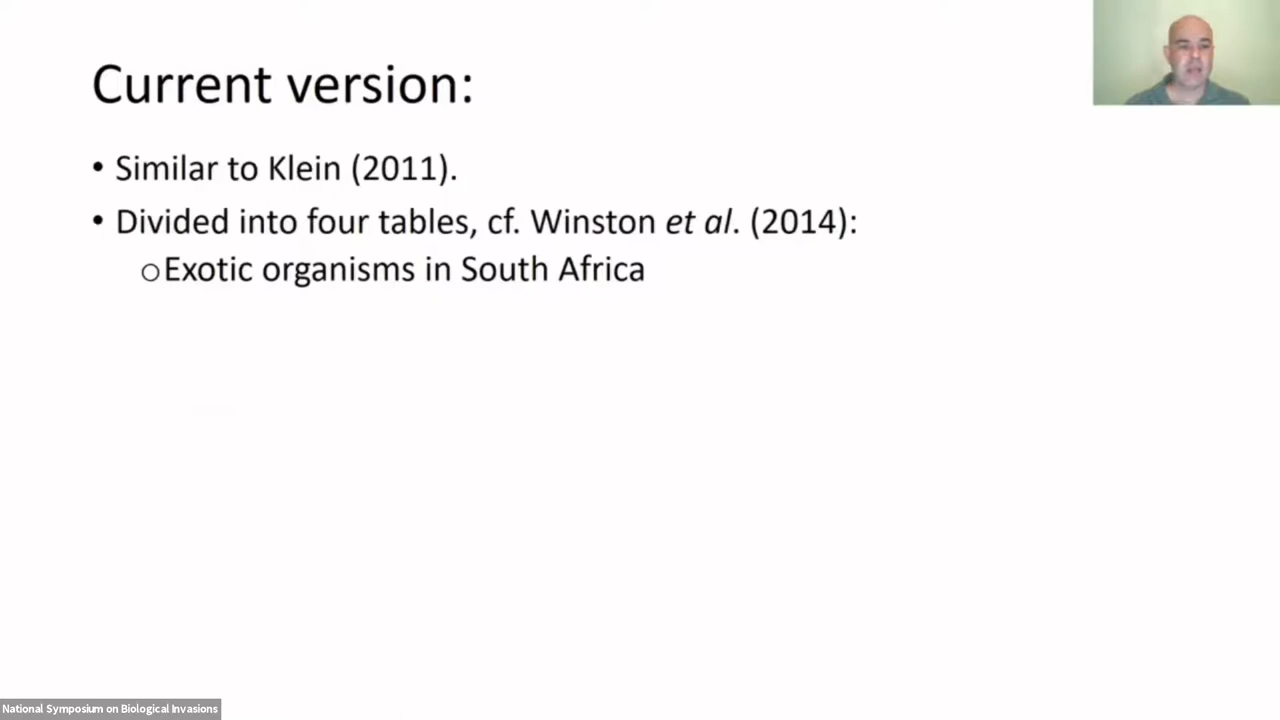 Current version:
• Similar to Klein (2011).
• Divided into four tables, cf. Winston et al. (2014):
○Exotic organisms in South Africa
National Symposium on Biological Invasions